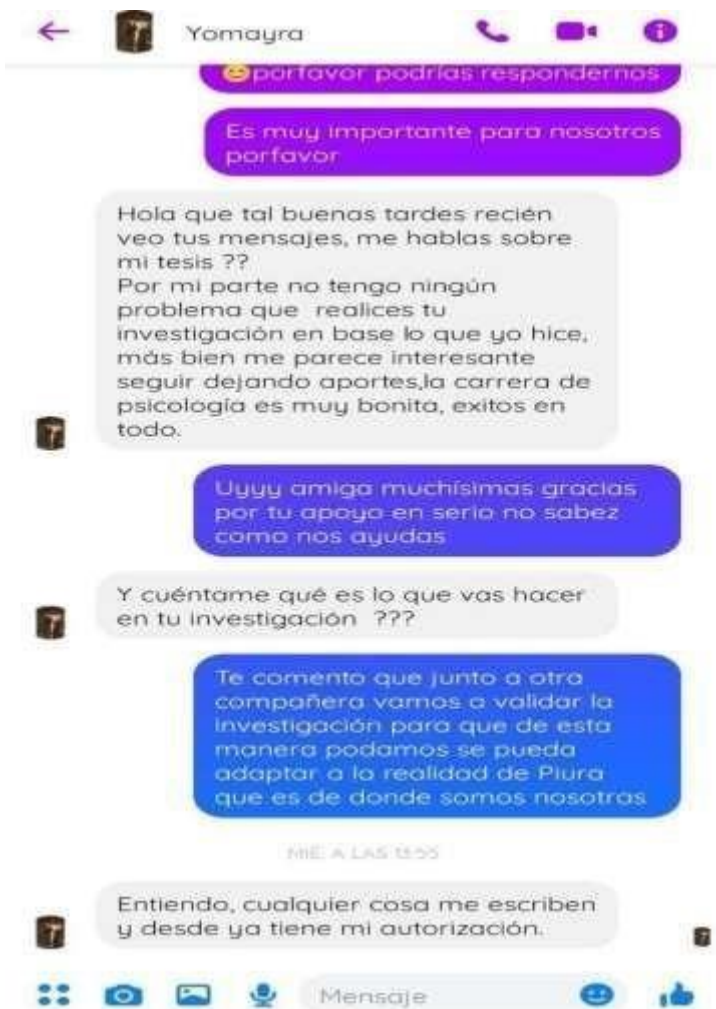 Yomayra
😊porfavor podrías respondernos
Es muy importante para nosotros
porfavor
Hola que tal buenas tardes recién
veo tus mensajes, me hablas sobre
mi tesis ??
Por mi parte no tengo ningún
problema que realices tu
investigación en base lo que yo hice,
más bien me parece interesante
seguir dejando aportes,la carrera de
psicología es muy bonita, exitos en
todo.
Uyyy amiga muchísimas gracias
por tu apoyo en serio no sabez
como nos ayudas
Y cuéntame qué es lo que vas hacer
en tu investigación ???
Te comento que junto a otra
compañera vamos a validar la
investigación para que de esta
manera podamos se pueda
adaptar a la realidad de Piura
que es de donde somos nosotras
MIÉ A LAS
Entiendo, cualquier cosa me escriben
y desde ya tiene mi autorización.
Mensaje